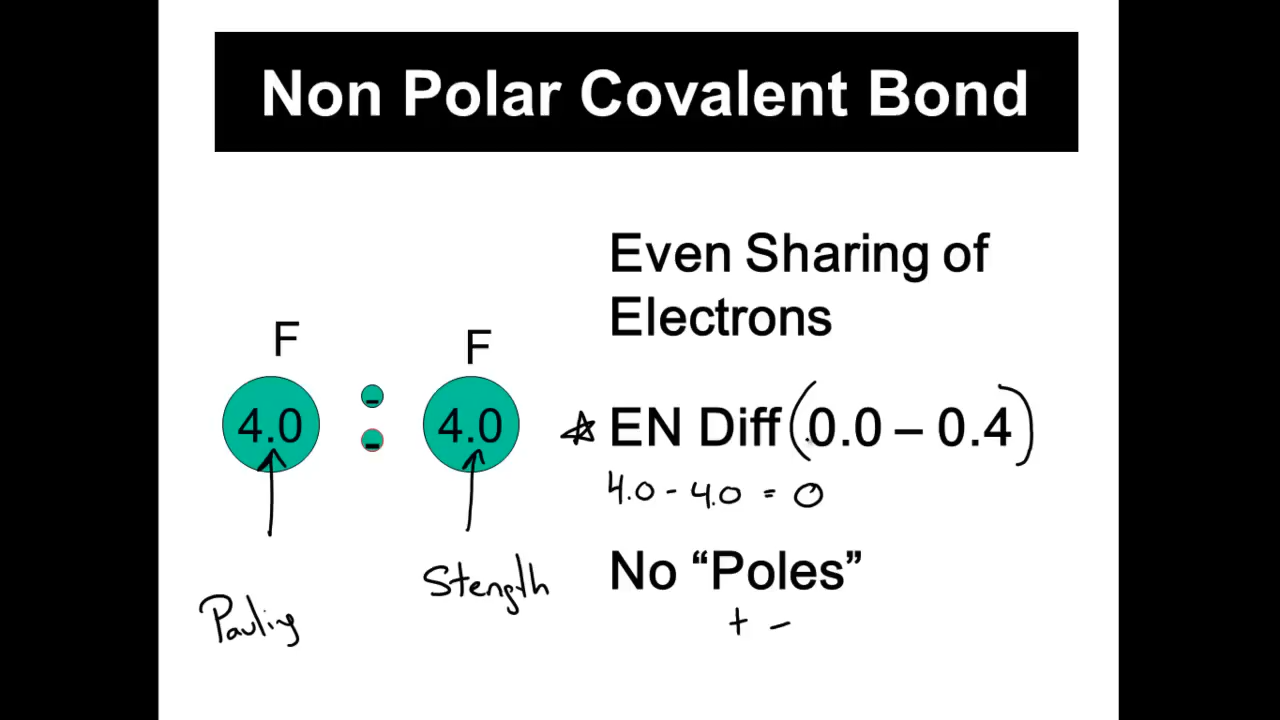 Non Polar Covalent Bond
Even Sharing of
Electrons
F
F
4.0
-
-
4.0
EN Diff (0.0 – 0.4)
4.0 - 4.0 = 0
No “Poles”
+ -
Stength
Pauling